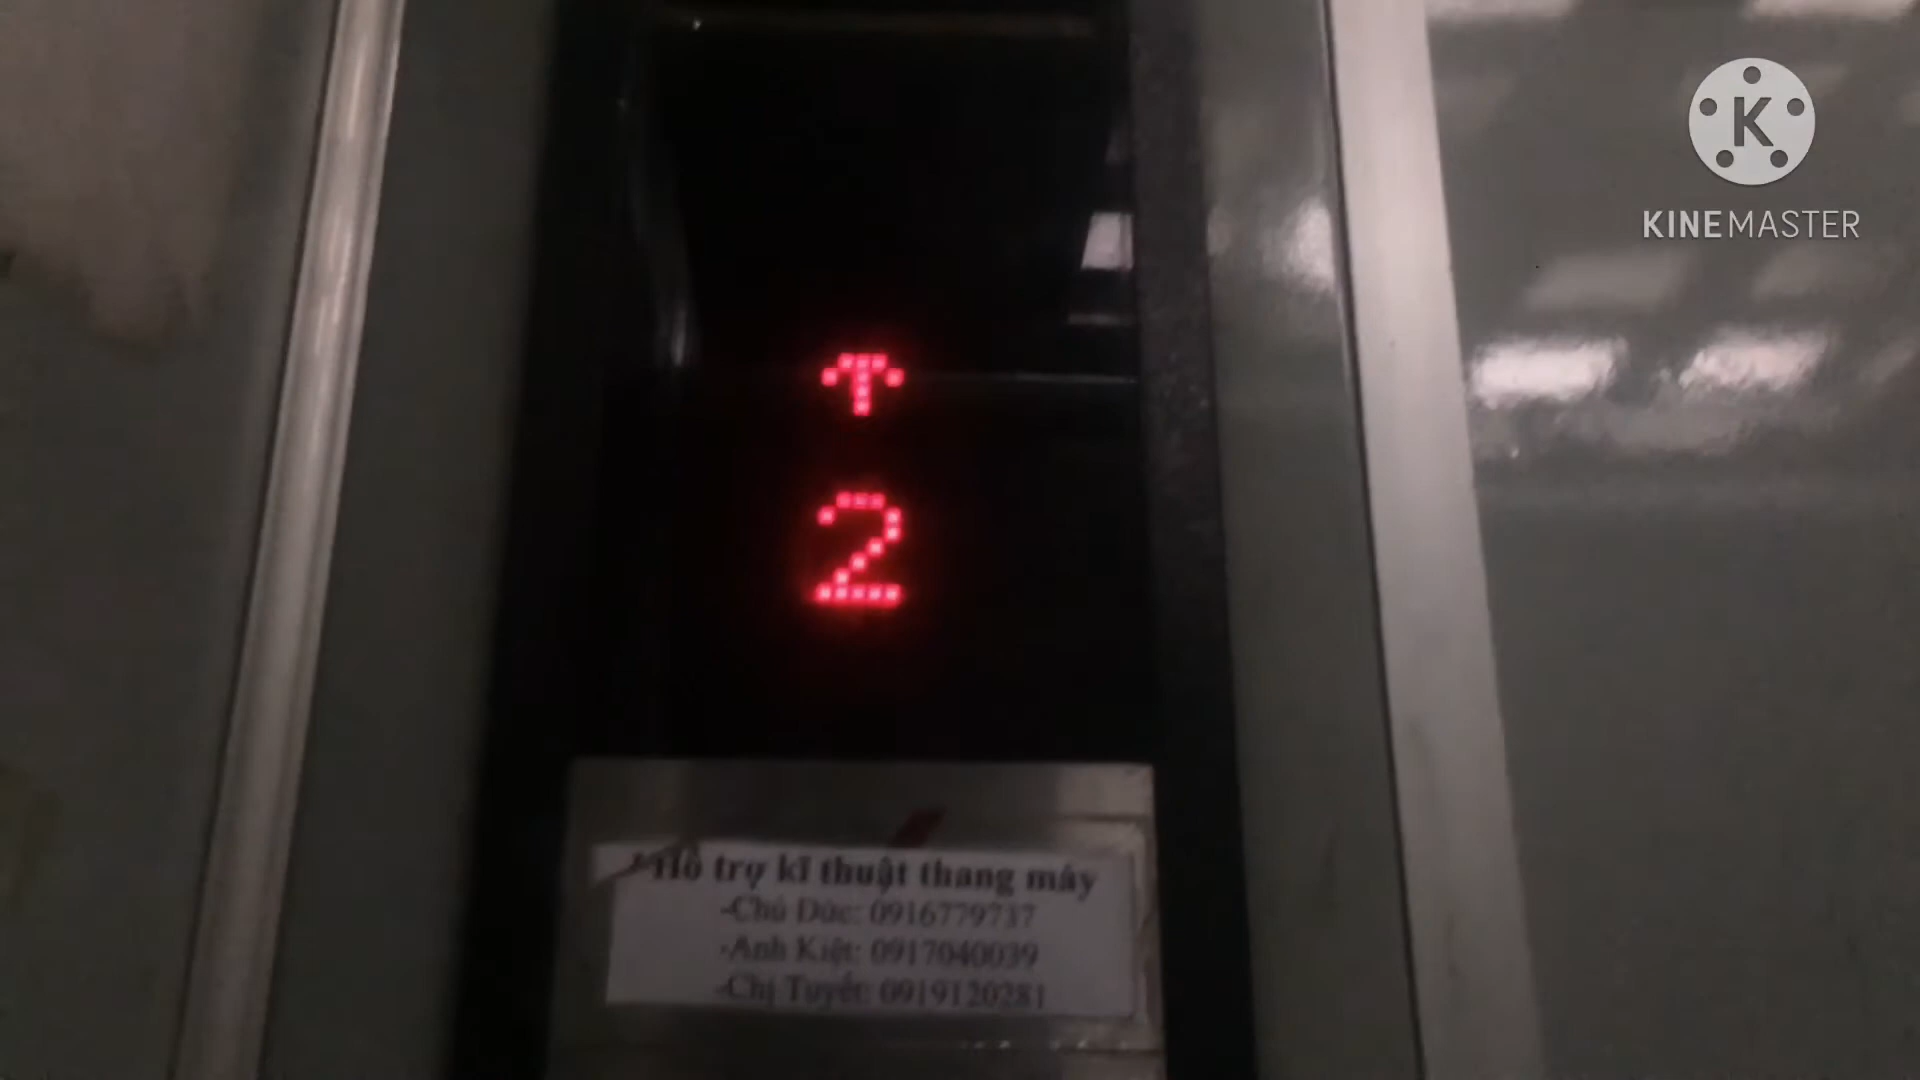 KINEMASTER
↑
2
Hỗ trợ kĩ thuật thang máy
-Chú Đức: 0916779737
-Anh Kiệt: 0917040039
-Chị Tuyết: 0919120281